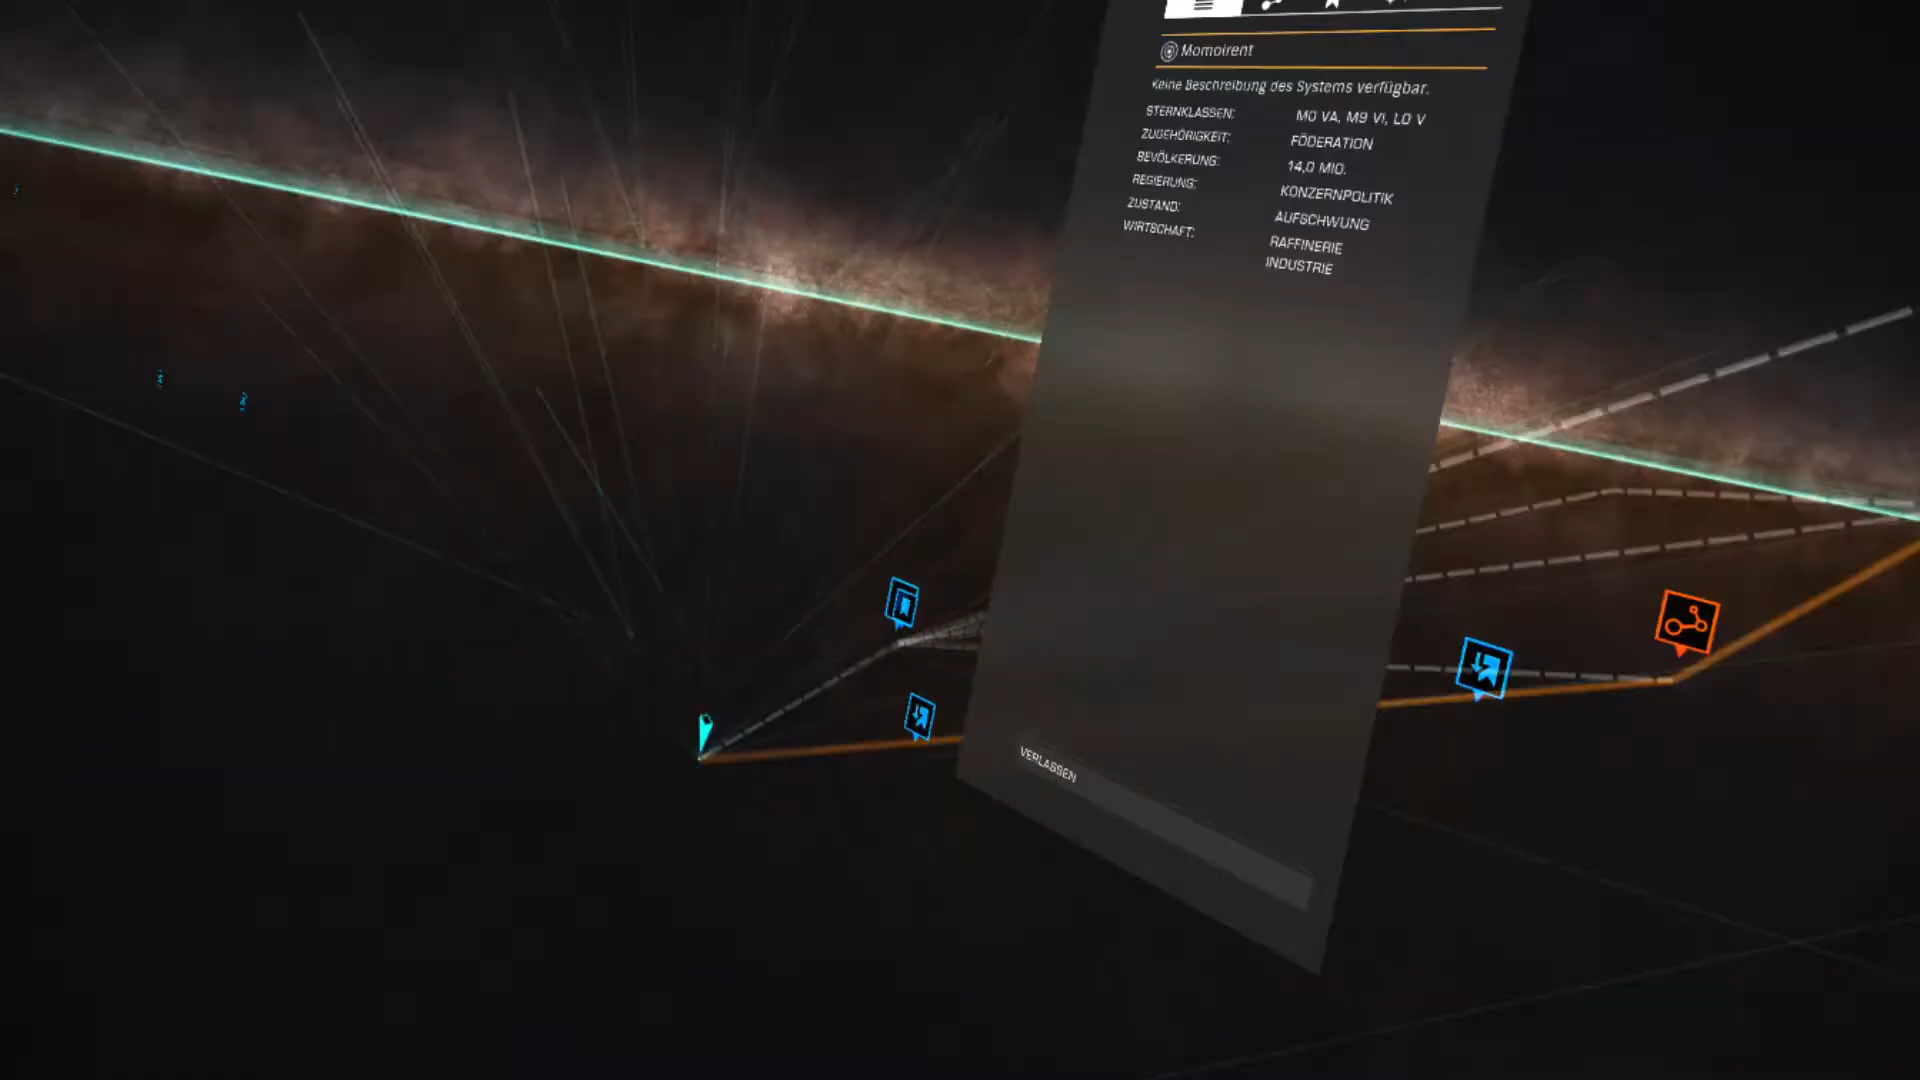 Momoirent
Keine Beschreibung des Systems verfügbar.
STERNKLASSEN: M0 VA, M9 VI, L0 V
ZUGEHÖRIGKEIT: FÖDERATION
BEVÖLKERUNG: 14,0 MIO.
REGIERUNG: KONZERNPOLITIK
ZUSTAND: AUFSCHWUNG
WIRTSCHAFT: RAFFINERIE
INDUSTRIE
VERLASSEN